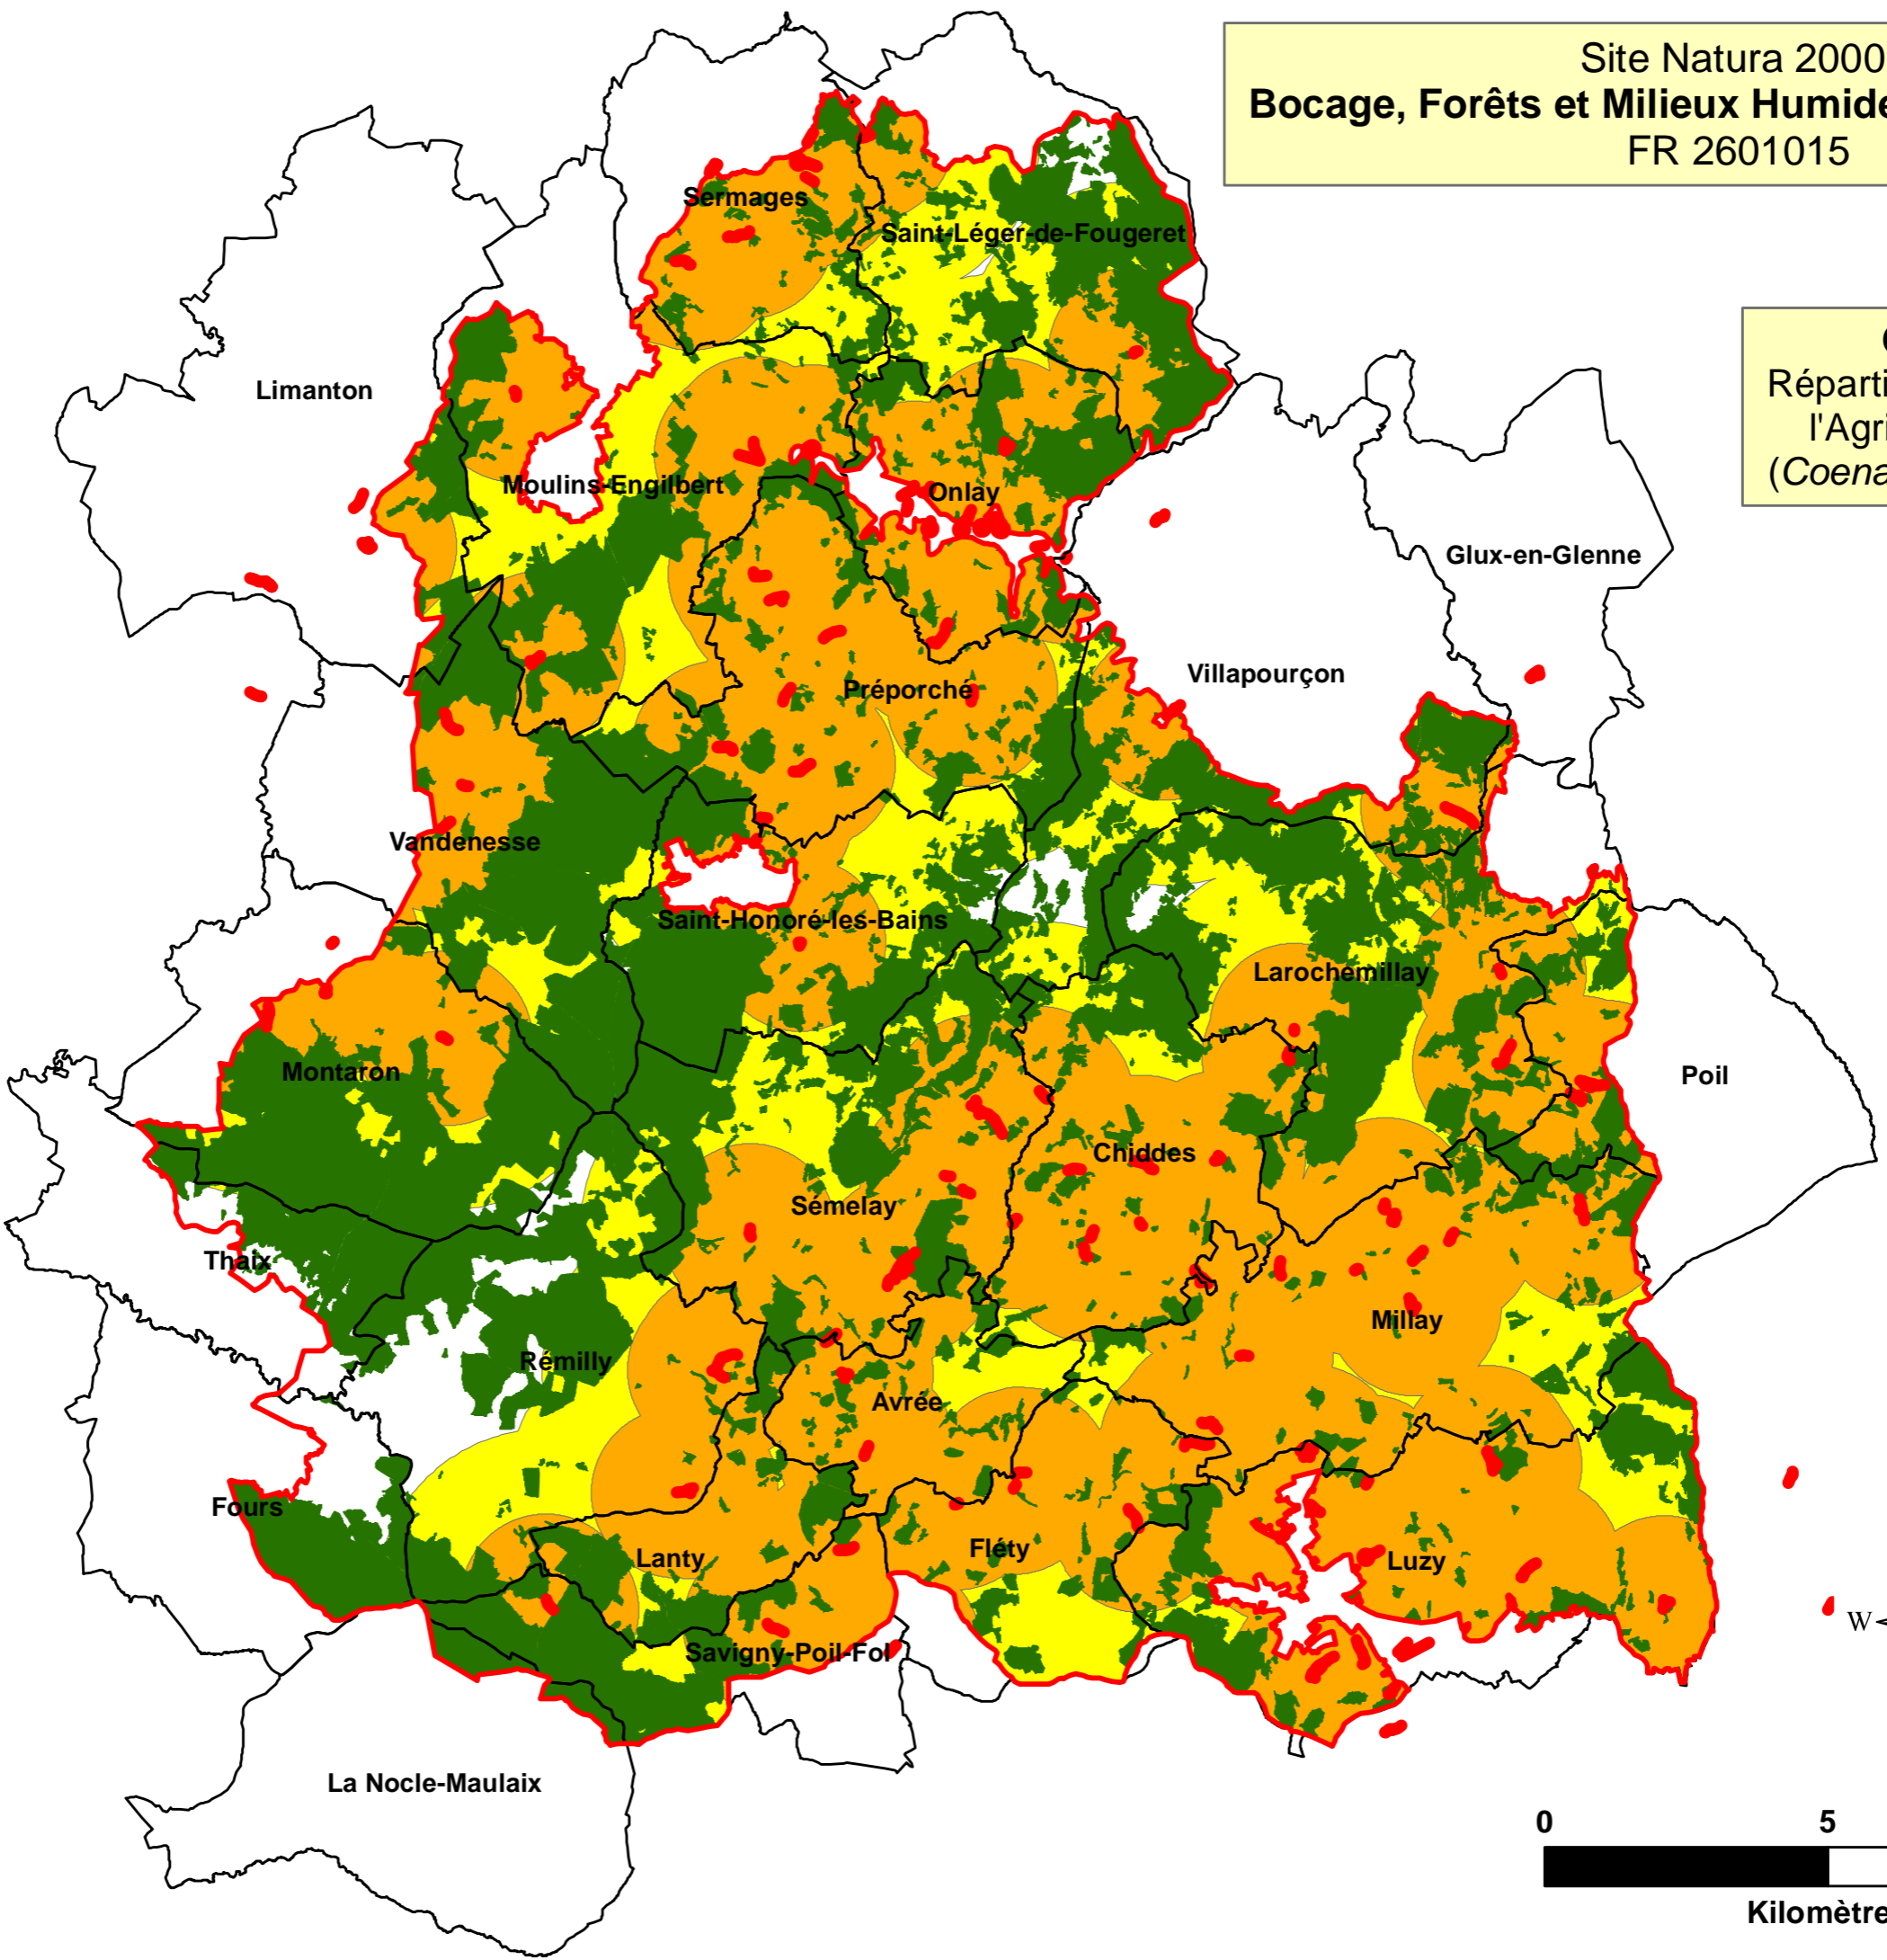 Site Natura 2000
Bocage, Forêts et Milieux Humide
FR 2601015
Réparti
l'Agri
(Coena
Sermages
Saint-Léger-de-Fougeret
Limanton
Moulins-Engilbert
Onlay
Glux-en-Glenne
Villapourçon
Préporché
Vandenesse
Saint-Honoré-les-Bains
Larochemillay
Montaron
Poil
Chiddes
Sémelay
Thaix
Millay
Rémilly
Avrée
Fours
Lanty
Fléty
Luzy
W
Savigny-Poil-Fol
La Nocle-Maulaix
0 5
Kilomètre